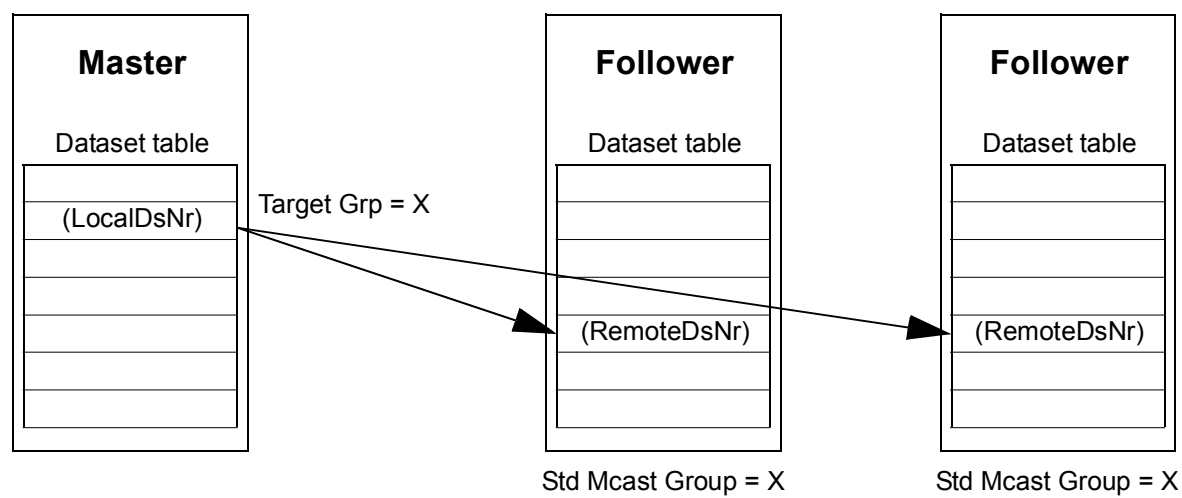 Master
Follower
Follower
Dataset table
Dataset table
Dataset table
(LocalDsNr)
Target Grp = X
(RemoteDsNr)
(RemoteDsNr)
Std Mcast Group = X
Std Mcast Group = X